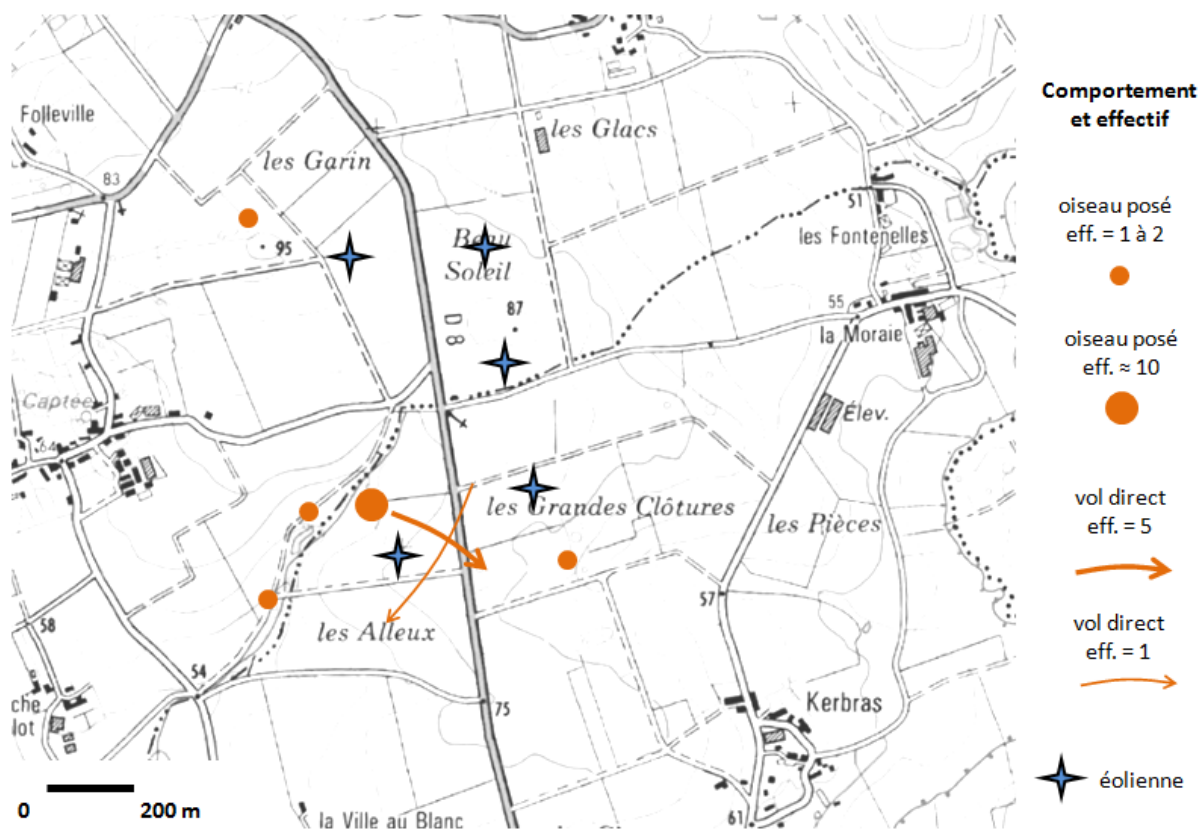 Folleville
les Glacs
les Garin
83
51
les Fontenelles
95
Beau
Soleil
87
55
D 8
la Moraie
Captée
Élev.
64
les Grandes Clôtures
les Pièces
57
58
les Alleux
54
75
Kerbras
61
la Ville au Blanc
0
200 m
Comportement
et effectif
oiseau posé
eff. = 1 à 2
oiseau posé
eff. ≈ 10
vol direct
eff. = 5
vol direct
eff. = 1
éolienne